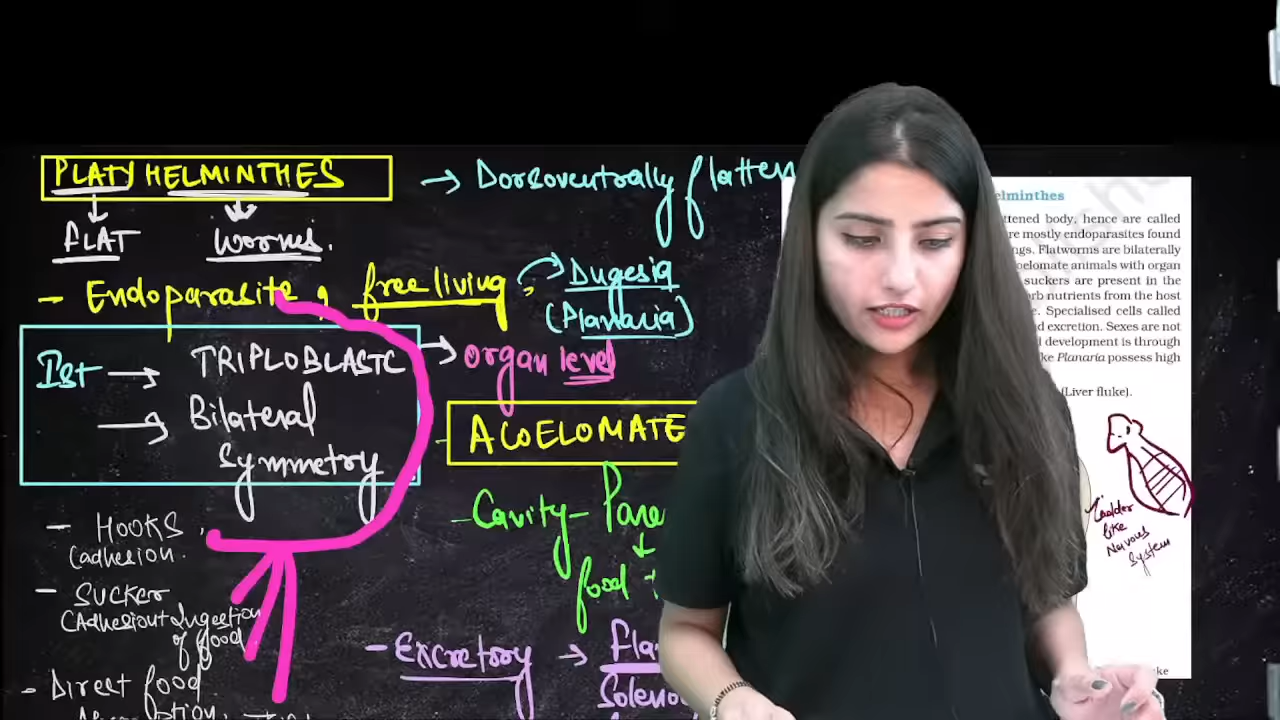 PLATYHELMINTHES
→ Dorsoventrally flatten
FLAT
Worms.
- Endoparasite, free living
Dugesia
(Planaria)
Ist → TRIPLOBLASTC
→ Bilateral
Symmetry
→ organ level
ACOELOMATE
- Cavity - Pare
food
- HOOKS
(adhesion.
- SUCKER
(Adhesion+Ingestion
of food
- Direct food
- Excretory → Fla
Soleno
elminthes
ttened body, hence are called
re mostly endoparasites found
ngs. Flatworms are bilaterally
oelomate animals with organ
suckers are present in the
orb nutrients from the host
e. Specialised cells called
d excretion. Sexes are not
l development is through
ke Planaria possess high
(Liver fluke).
Ladder
like
Nervous
System
uke